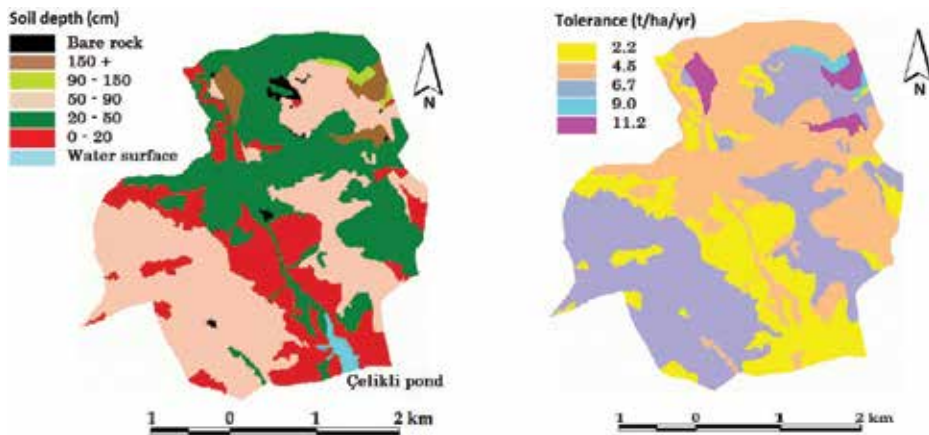 Soil depth (cm)
Bare rock
150 +
90 - 150
50 - 90
20 - 50
0 - 20
Water surface
N
Çelikli pond
1 0 1 2 km
Tolerance (t/ha/yr)
2.2
4.5
6.7
9.0
11.2
N
1 0 1 2 km